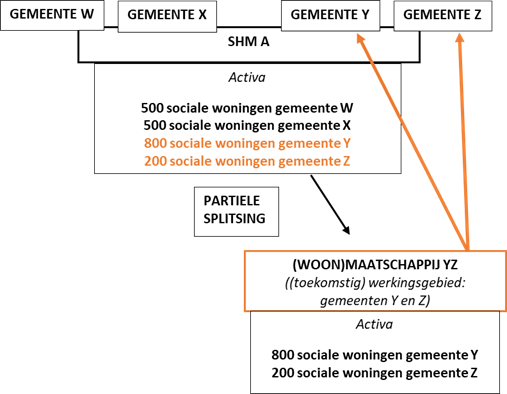 GEMEENTE W
GEMEENTE X
GEMEENTE Y
GEMEENTE Z
SHM A
Activa
500 sociale woningen gemeente W
500 sociale woningen gemeente X
800 sociale woningen gemeente Y
200 sociale woningen gemeente Z
PARTIELE
SPLITSING
(WOON)MAATSCHAPPIJ YZ
((toekomstig) werkingsgebied:
gemeenten Y en Z)
Activa
800 sociale woningen gemeente Y
200 sociale woningen gemeente Z